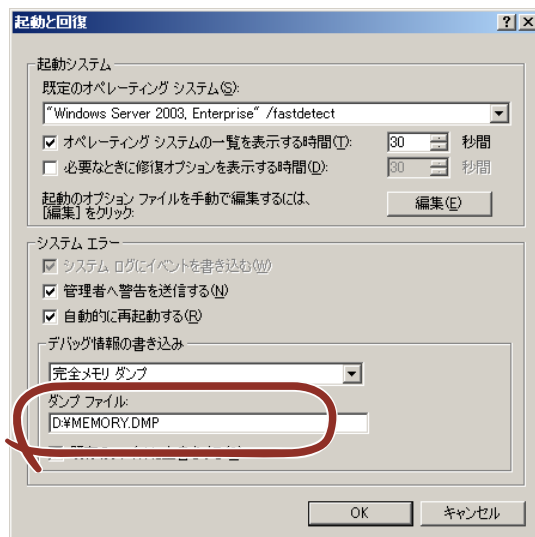 起動と回復
起動システム
既定のオペレーティング システム(S):
"Windows Server 2003, Enterprise" /fastdetect
オペレーティング システムの一覧を表示する時間(T): 30 秒間
必要なときに修復オプションを表示する時間(D): 30 秒間
起動のオプション ファイルを手動で編集するには、
[編集] をクリック:
編集(E)
システム エラー
システム ログにイベントを書き込む(W)
管理者へ警告を送信する(N)
自動的に再起動する(R)
デバッグ情報の書き込み
完全メモリ ダンプ
ダンプ ファイル:
D:¥MEMORY.DMP
OK キャンセル